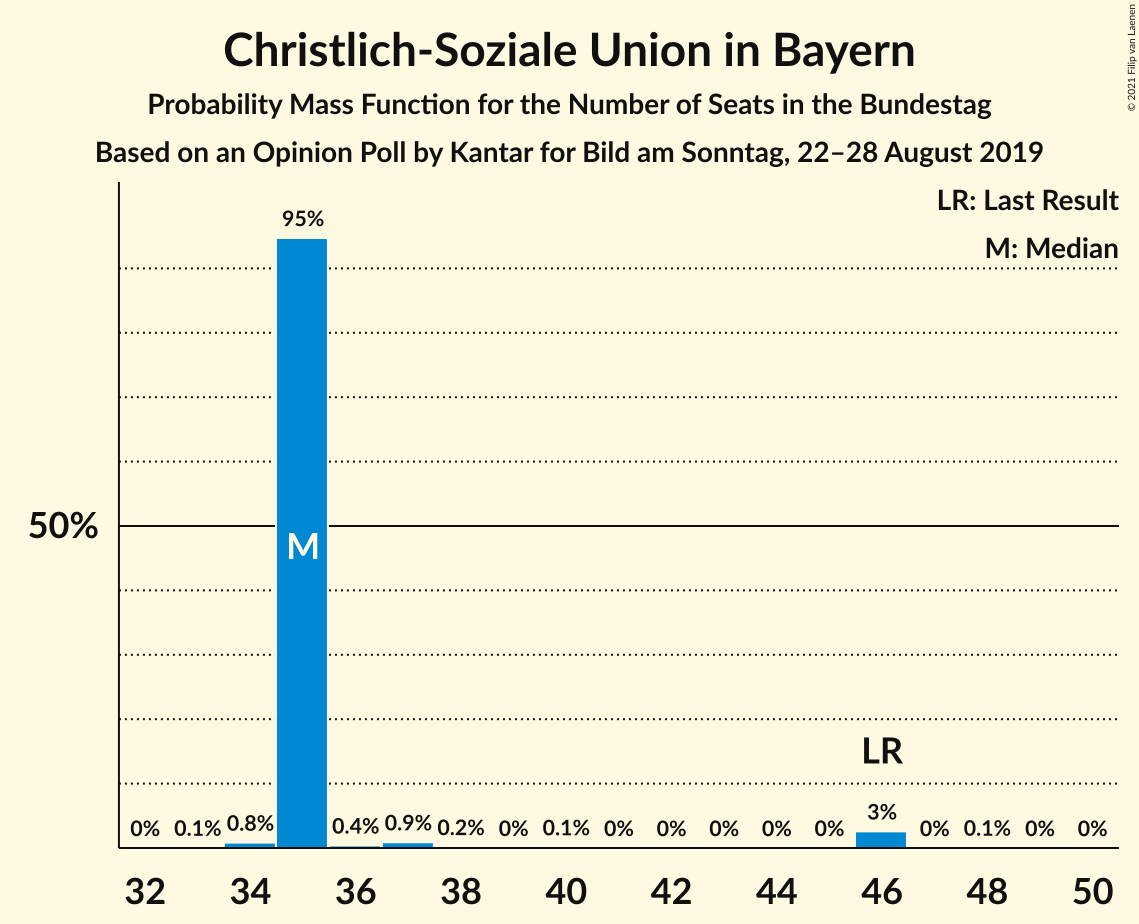 Christlich-Soziale Union in Bayern
Probability Mass Function for the Number of Seats in the Bundestag
Based on an Opinion Poll by Kantar for Bild am Sonntag, 22–28 August 2019
© 2021 Filip van Laenen
LR: Last Result
M: Median
95%
50%
M
LR
0% 0.1% 0.8% 0.4% 0.9% 0.2% 0% 0.1% 0% 0% 0% 0% 0% 3% 0% 0.1% 0% 0%
32 34 36 38 40 42 44 46 48 50